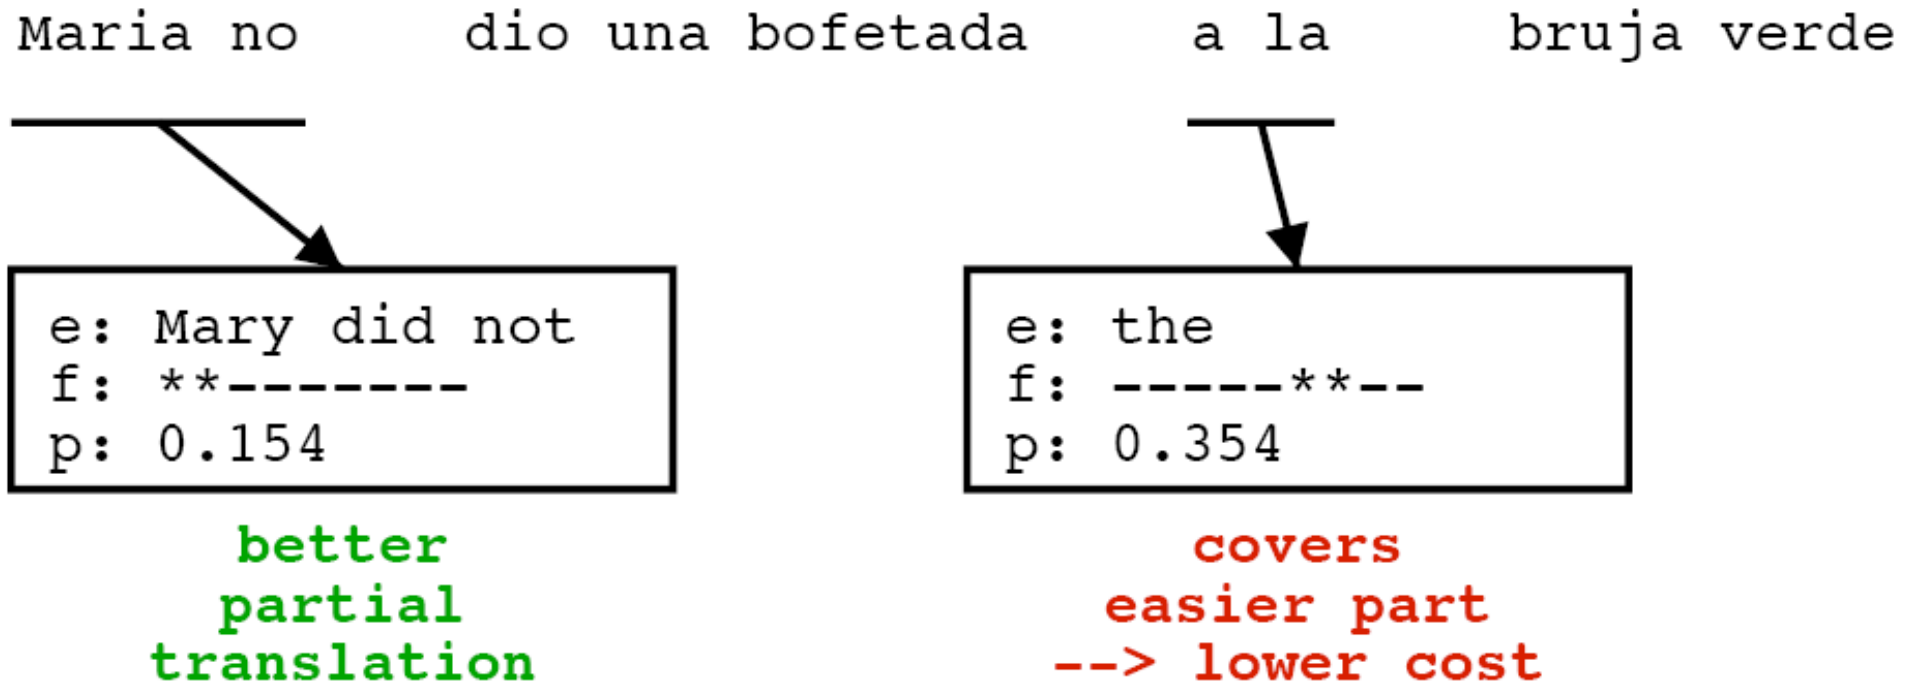 Maria no dio una bofetada a la bruja verde
e: Mary did not
f: **-------
p: 0.154
e: the
f: -----**--
p: 0.354
better
partial
translation
covers
easier part
--> lower cost